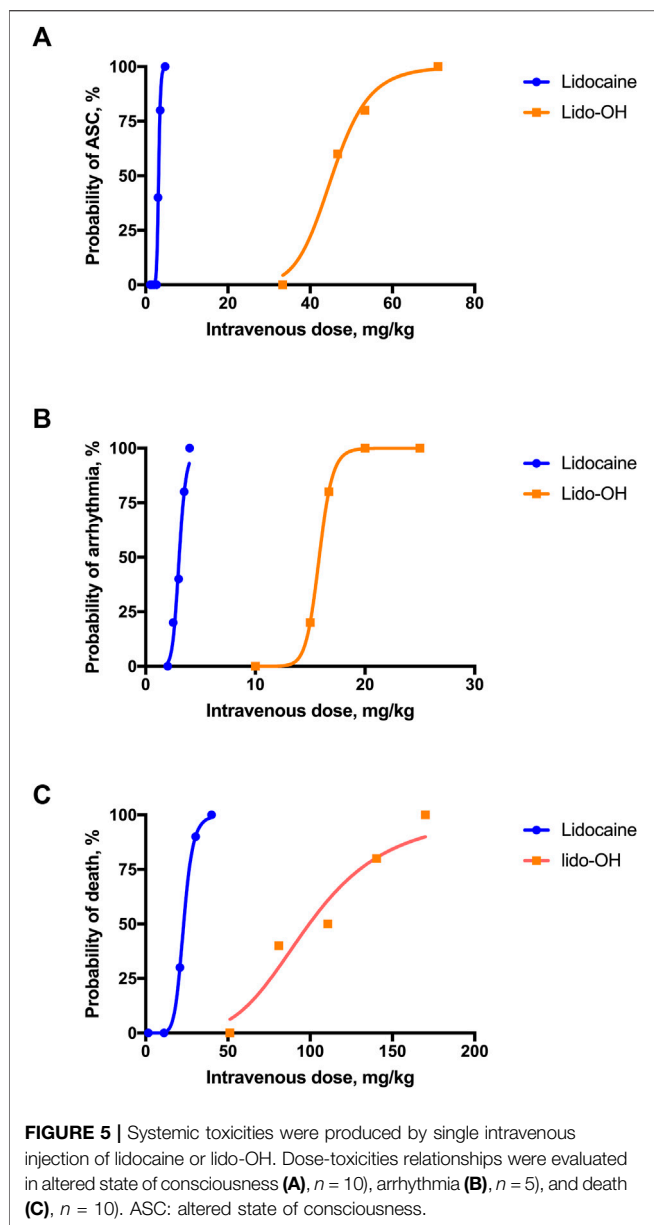 A
Probability of ASC, %
100
75
50
25
0
0 20 40 60 80
Intravenous dose, mg/kg
Lidocaine
Lido-OH
B
Probability of arrhythmia, %
100
75
50
25
0
0 10 20 30
Intravenous dose, mg/kg
Lidocaine
Lido-OH
C
Probability of death, %
100
75
50
25
0
0 50 100 150 200
Intravenous dose, mg/kg
Lidocaine
lido-OH
FIGURE 5 | Systemic toxicities were produced by single intravenous
injection of lidocaine or lido-OH. Dose-toxicities relationships were evaluated
in altered state of consciousness (A), n = 10), arrhythmia (B), n = 5), and death
(C), n = 10). ASC: altered state of consciousness.